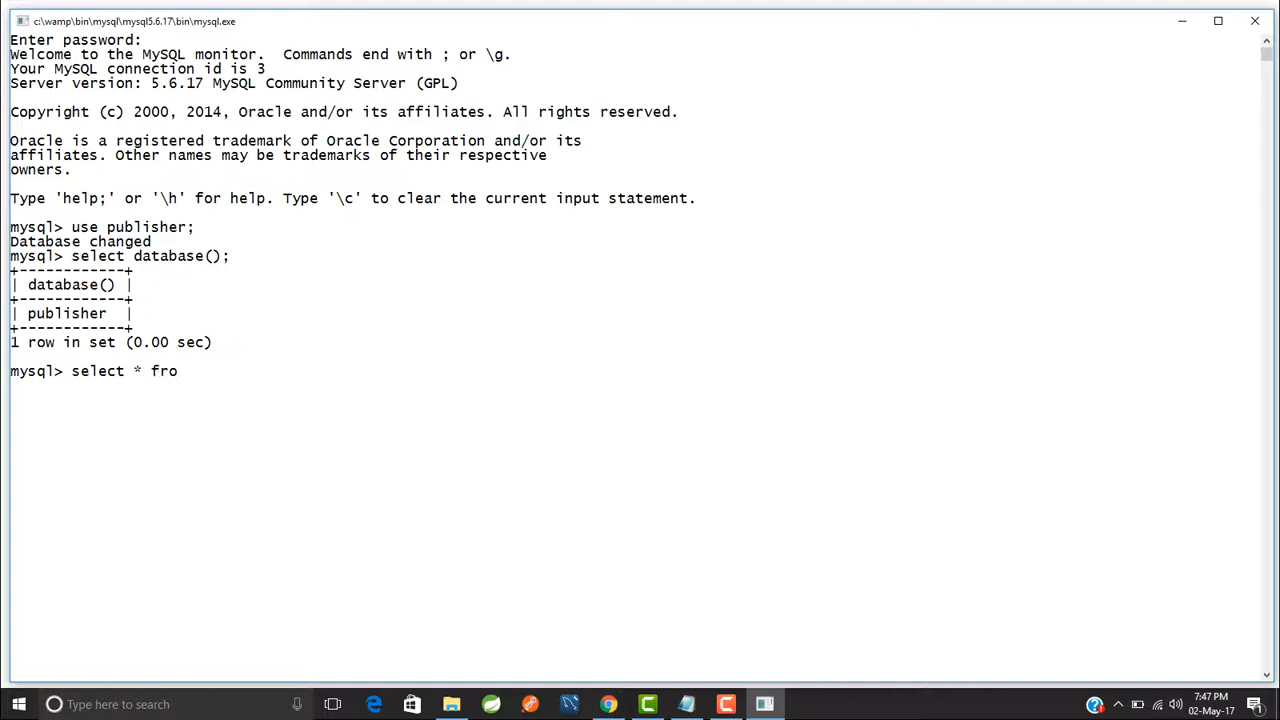 c:\wamp\bin\mysql\mysql5.6.17\bin\mysql.exe
Enter password:
Welcome to the MySQL monitor.  Commands end with ; or \g.
Your MySQL connection id is 3
Server version: 5.6.17 MySQL Community Server (GPL)
Copyright (c) 2000, 2014, Oracle and/or its affiliates. All rights reserved.
Oracle is a registered trademark of Oracle Corporation and/or its
affiliates. Other names may be trademarks of their respective
owners.
Type 'help;' or '\h' for help. Type '\c' to clear the current input statement.
mysql> use publisher;
Database changed
mysql> select database();
+------------+
| database() |
+------------+
| publisher  |
+------------+
1 row in set (0.00 sec)
mysql> select * fro
Type here to search
7:47 PM
02-May-17